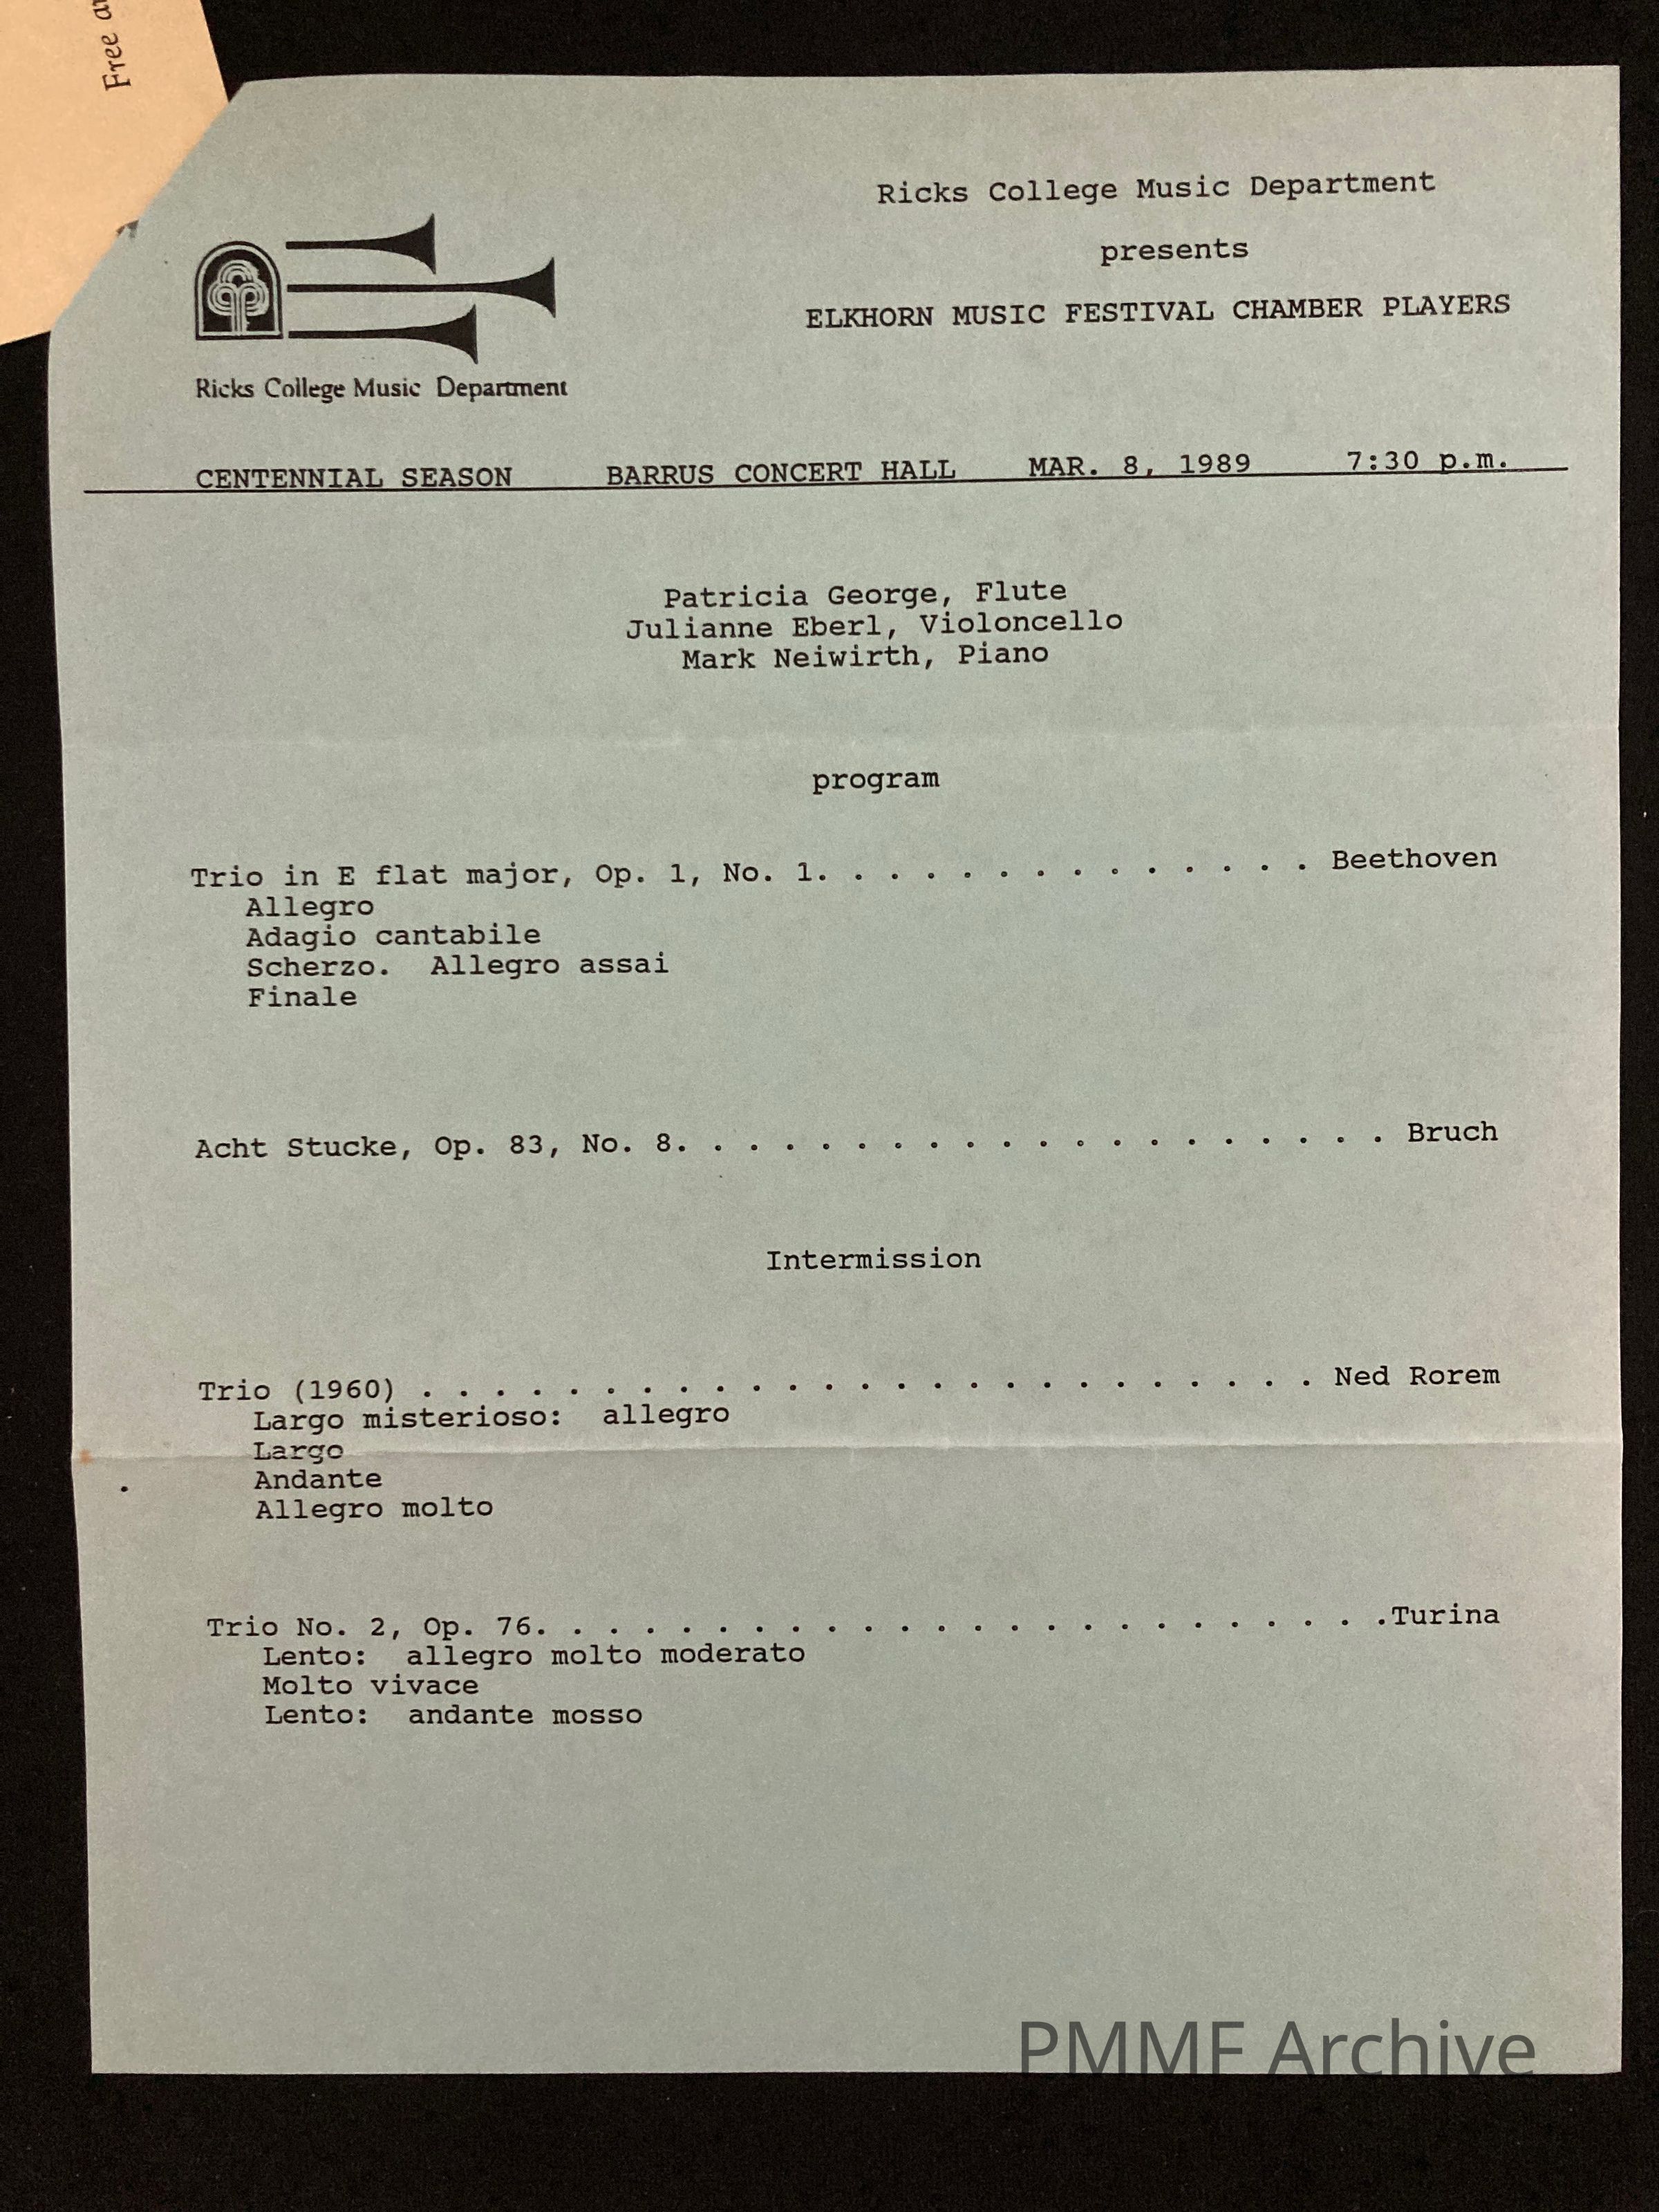 Free
Ricks College Music Department
presents
ELKHORN MUSIC FESTIVAL CHAMBER PLAYERS
Ricks College Music Department
CENTENNIAL SEASON BARRUS CONCERT HALL MAR. 8, 1989 7:30 p.m.
Patricia George, Flute
Julianne Eberl, Violoncello
Mark Neiwirth, Piano
program
Trio in E flat major, Op. 1, No. 1. . . . . . . . . . . . . . Beethoven
Allegro
Adagio cantabile
Scherzo. Allegro assai
Finale
Acht Stucke, Op. 83, No. 8. . . . . . . . . . . . . . . . . . . . Bruch
Intermission
Trio (1960) . . . . . . . . . . . . . . . . . . . . . . . . . Ned Rorem
Largo misterioso: allegro
Largo
Andante
Allegro molto
Trio No. 2, Op. 76. . . . . . . . . . . . . . . . . . . . . . . .Turina
Lento: allegro molto moderato
Molto vivace
Lento: andante mosso
PMMF Archive